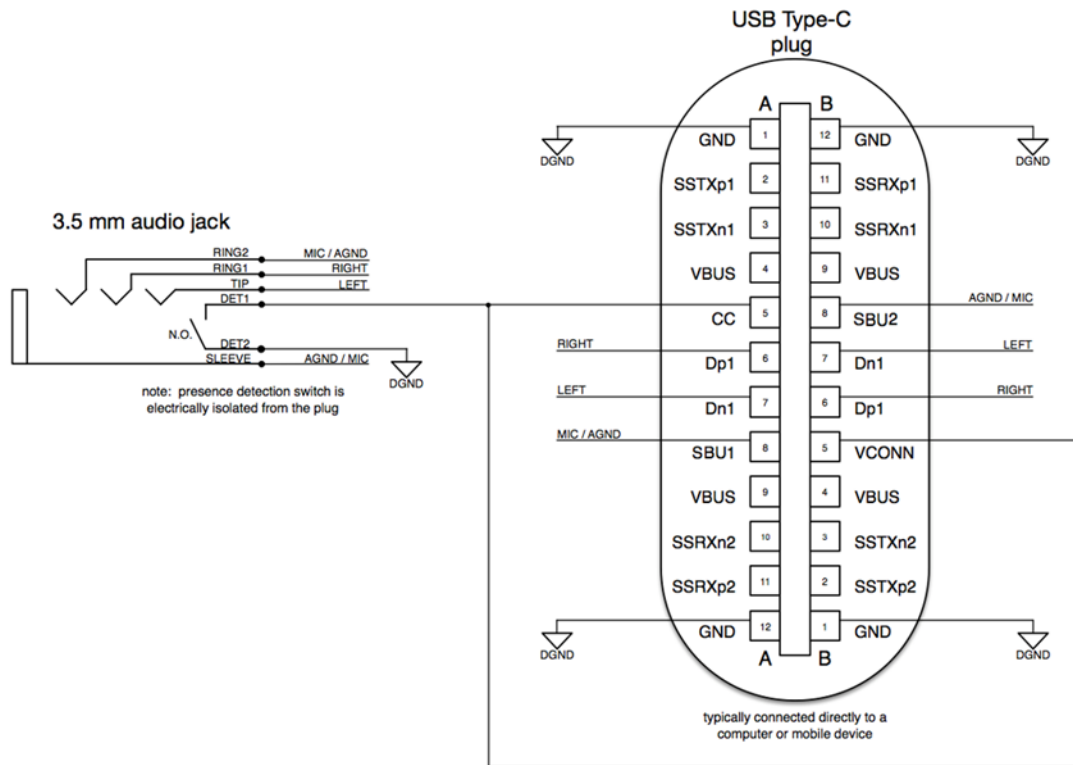 USB Type-C
plug
A B
1 GND DGND
12 GND DGND
2 SSTXp1
11 SSRXp1
3 SSTXn1
10 SSRXn1
4 VBUS
9 VBUS
5 CC
8 SBU2 AGND / MIC
RIGHT 6 Dp1
7 Dn1 LEFT
LEFT 7 Dn1
6 Dp1 RIGHT
MIC / AGND 8 SBU1
5 VCONN
9 VBUS
4 VBUS
10 SSRXn2
3 SSTXn2
11 SSRXp2
2 SSTXp2
12 GND DGND
1 GND DGND
A B
typically connected directly to a
computer or mobile device
3.5 mm audio jack
RING2 MIC / AGND
RING1 RIGHT
TIP LEFT
DET1
N.O.
DET2
SLEEVE AGND / MIC
DGND
note: presence detection switch is
electrically isolated from the plug